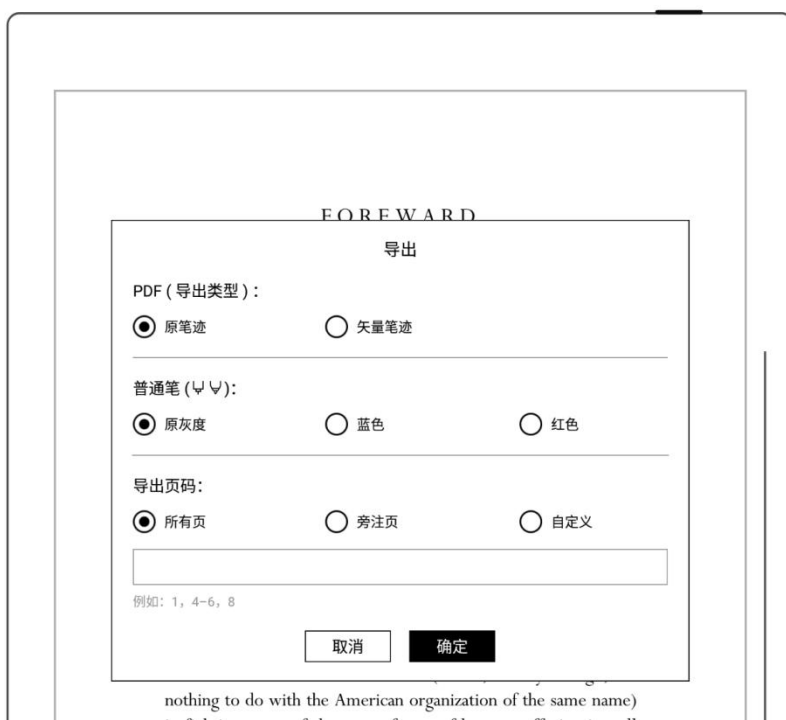 FOREWARD
导出
PDF ( 导出类型 ) :
原笔迹 矢量笔迹
普通笔 ( ):
原灰度 蓝色 红色
导出页码:
所有页 旁注页 自定义
例如: 1, 4-6, 8
取消 确定
nothing to do with the American organization of the same name)